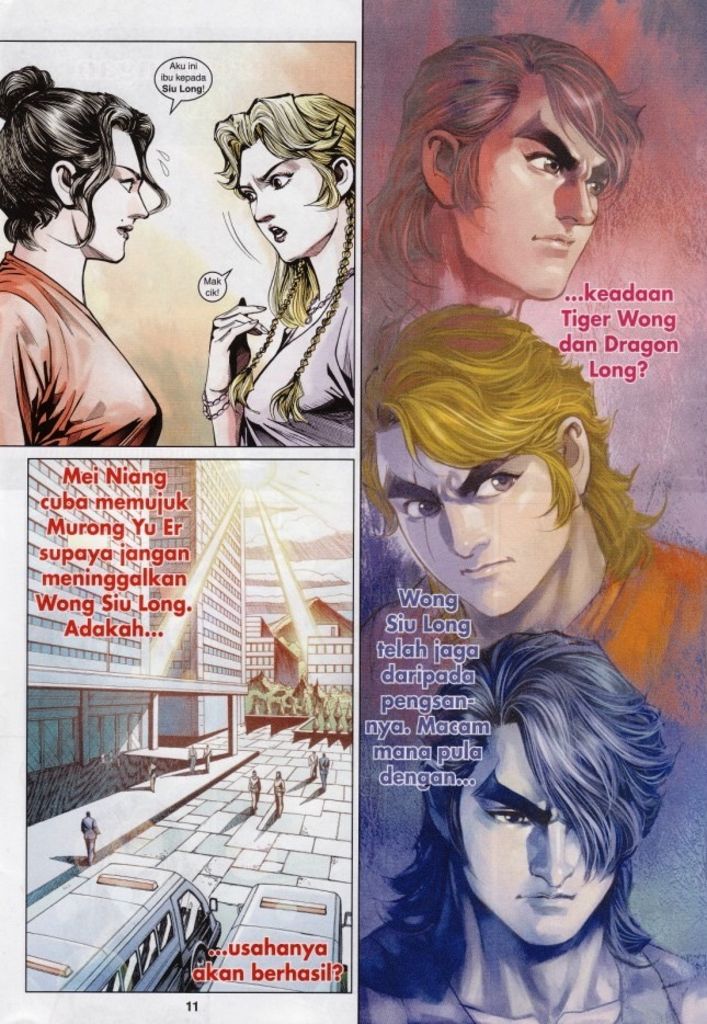 Aku ini
ibu kepada
Siu Long!
Mak
cik!
Mei Niang
cuba memujuk
Murong Yu Er
supaya jangan
meninggalkan
Wong Siu Long.
Adakah...
...usahanya
akan berhasil?
11
Wong
Siu Long
telah jaga
daripada
pengsan-
nya. Macam
mana pula
dengan...
...keadaan
Tiger Wong
dan Dragon
Long?